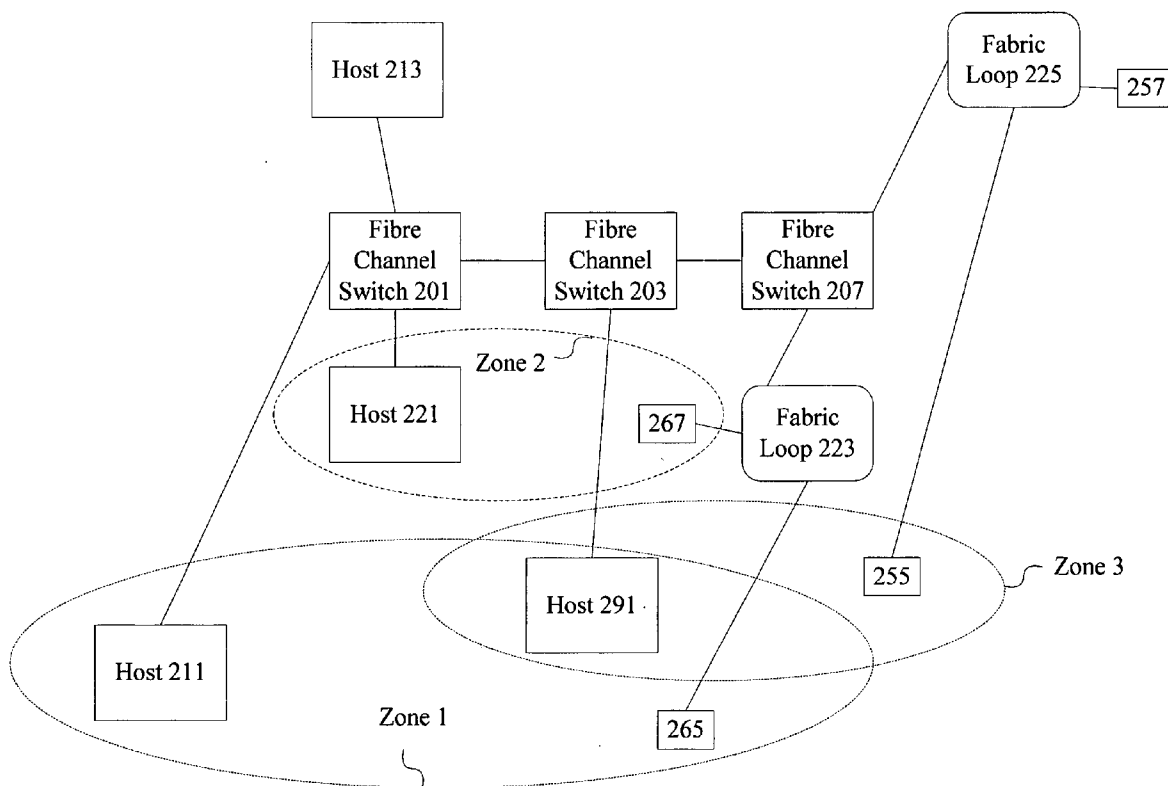 Fabric
Loop 225
Host 213
257
Fibre
Channel
Switch 201
Fibre
Channel
Switch 203
Fibre
Channel
Switch 207
Zone 2
Host 221
267
Fabric
Loop 223
Host 291
255
Zone 3
Host 211
Zone 1
265